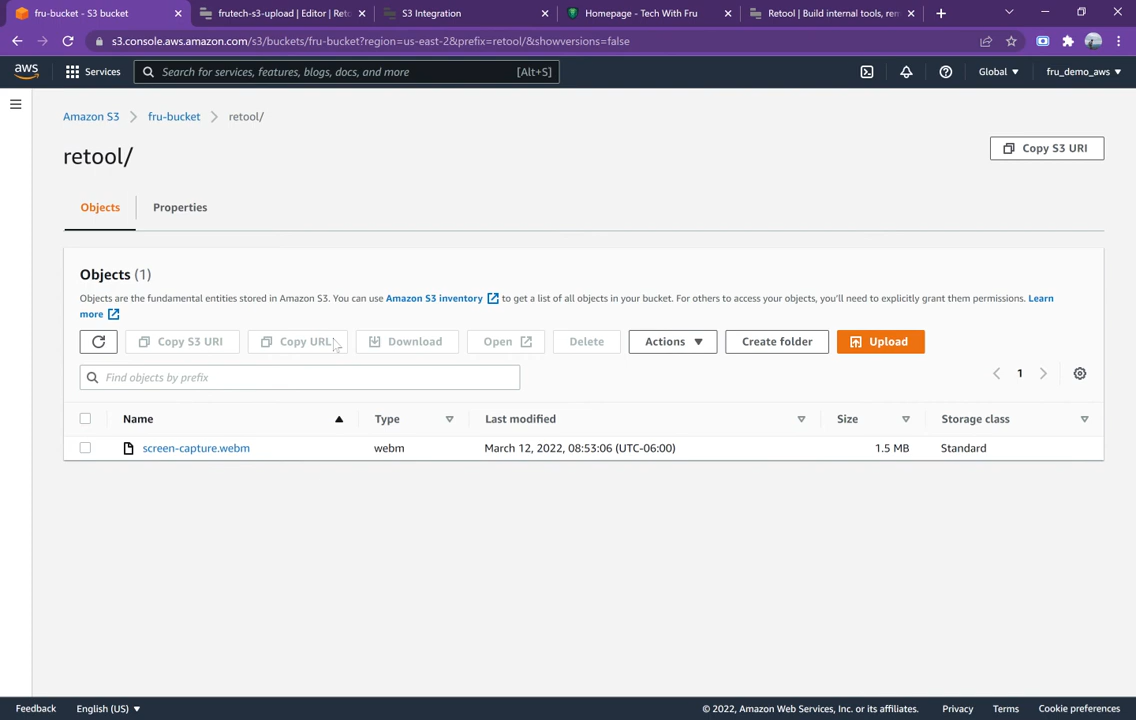 fru-bucket - S3 bucket
frutech-s3-upload | Editor | Reto
S3 Integration
Homepage - Tech With Fru
Retool | Build internal tools, rem
s3.console.aws.amazon.com/s3/buckets/fru-bucket?region=us-east-2&prefix=retool/&showversions=false
aws
Services
Search for services, features, blogs, docs, and more
[Alt+S]
Global
fru_demo_aws
Amazon S3
fru-bucket
retool/
retool/
Copy S3 URI
Objects
Properties
Objects (1)
Objects are the fundamental entities stored in Amazon S3. You can use Amazon S3 inventory to get a list of all objects in your bucket. For others to access your objects, you'll need to explicitly grant them permissions. Learn
more
Copy S3 URI
Copy URL
Download
Open
Delete
Actions
Create folder
Upload
Find objects by prefix
1
Name
Type
Last modified
Size
Storage class
screen-capture.webm
webm
March 12, 2022, 08:53:06 (UTC-06:00)
1.5 MB
Standard
Feedback
English (US)
© 2022, Amazon Web Services, Inc. or its affiliates.
Privacy
Terms
Cookie preferences